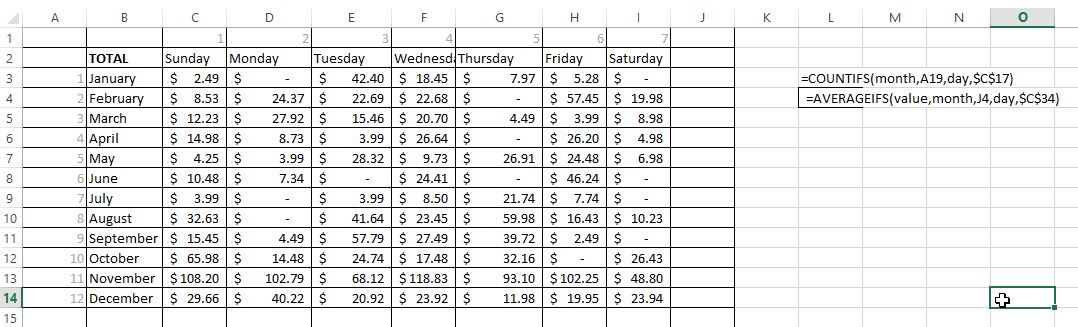 A B C D E F G H I J K L M N O
1 1 2 3 4 5 6 7
2 TOTAL Sunday Monday Tuesday Wednesd Thursday Friday Saturday
3 1 January $ 2.49 $ - $ 42.40 $ 18.45 $ 7.97 $ 5.28 $ - =COUNTIFS(month,A19,day,$C$17)
4 2 February $ 8.53 $ 24.37 $ 22.69 $ 22.68 $ - $ 57.45 $ 19.98 =AVERAGEIFS(value,month,J4,day,$C$34)
5 3 March $ 12.23 $ 27.92 $ 15.46 $ 20.70 $ 4.49 $ 3.99 $ 8.98
6 4 April $ 14.98 $ 8.73 $ 3.99 $ 26.64 $ - $ 26.20 $ 4.98
7 5 May $ 4.25 $ 3.99 $ 28.32 $ 9.73 $ 26.91 $ 24.48 $ 6.98
8 6 June $ 10.48 $ 7.34 $ - $ 24.41 $ - $ 46.24 $ -
9 7 July $ 3.99 $ - $ 3.99 $ 8.50 $ 21.74 $ 7.74 $ -
10 8 August $ 32.63 $ - $ 41.64 $ 23.45 $ 59.98 $ 16.43 $ 10.23
11 9 September $ 15.45 $ 4.49 $ 57.79 $ 27.49 $ 39.72 $ 2.49 $ -
12 10 October $ 65.98 $ 14.48 $ 24.74 $ 17.48 $ 32.16 $ - $ 26.43
13 11 November $108.20 $ 102.79 $ 68.12 $118.83 $ 93.10 $102.25 $ 48.80
14 12 December $ 29.66 $ 40.22 $ 20.92 $ 23.92 $ 11.98 $ 19.95 $ 23.94
15